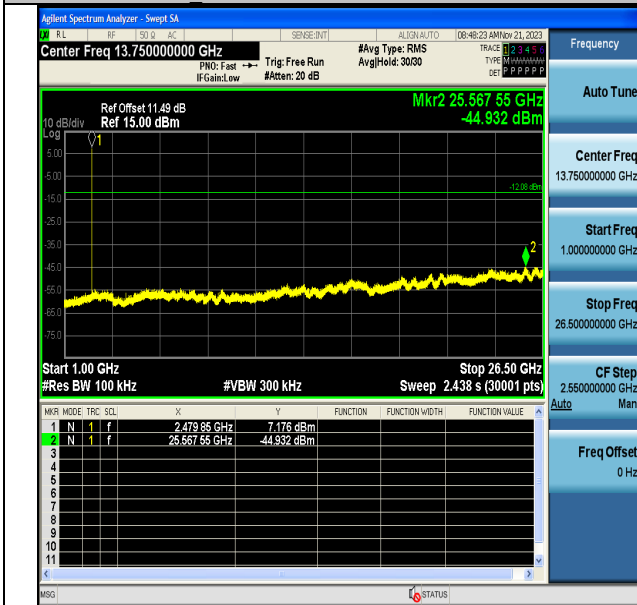 Agilent Spectrum Analyzer - Swept SA
RL RF 50 Ω AC SENSE:INT ALIGN AUTO 08:48:23 AM Nov 21, 2023
Center Freq 13.750000000 GHz
PNO: Fast
IFGain:Low
Trig: Free Run
#Atten: 20 dB
#Avg Type: RMS
Avg|Hold: 30/30
TRACE 1 2 3 4 5 6
TYPE M
DET P P P P P P
Ref Offset 11.49 dB
Ref 15.00 dBm
10 dB/div
Log
Mkr2 25.567 55 GHz
-44.932 dBm
1
5.00
-5.00
-12.08 dBm
-15.0
-25.0
-35.0
2
-45.0
-55.0
-65.0
-75.0
Start 1.00 GHz Stop 26.50 GHz
#Res BW 100 kHz #VBW 300 kHz Sweep 2.438 s (30001 pts)
MKR MODE TRC SCL X Y FUNCTION FUNCTION WIDTH FUNCTION VALUE
1 N 1 f 2.479 85 GHz 7.176 dBm
2 N 1 f 25.567 55 GHz -44.932 dBm
3
4
5
6
7
8
9
10
11
MSG STATUS
Frequency
Auto Tune
Center Freq
13.750000000 GHz
Start Freq
1.000000000 GHz
Stop Freq
26.500000000 GHz
CF Step
2.550000000 GHz
Auto Man
Freq Offset
0 Hz